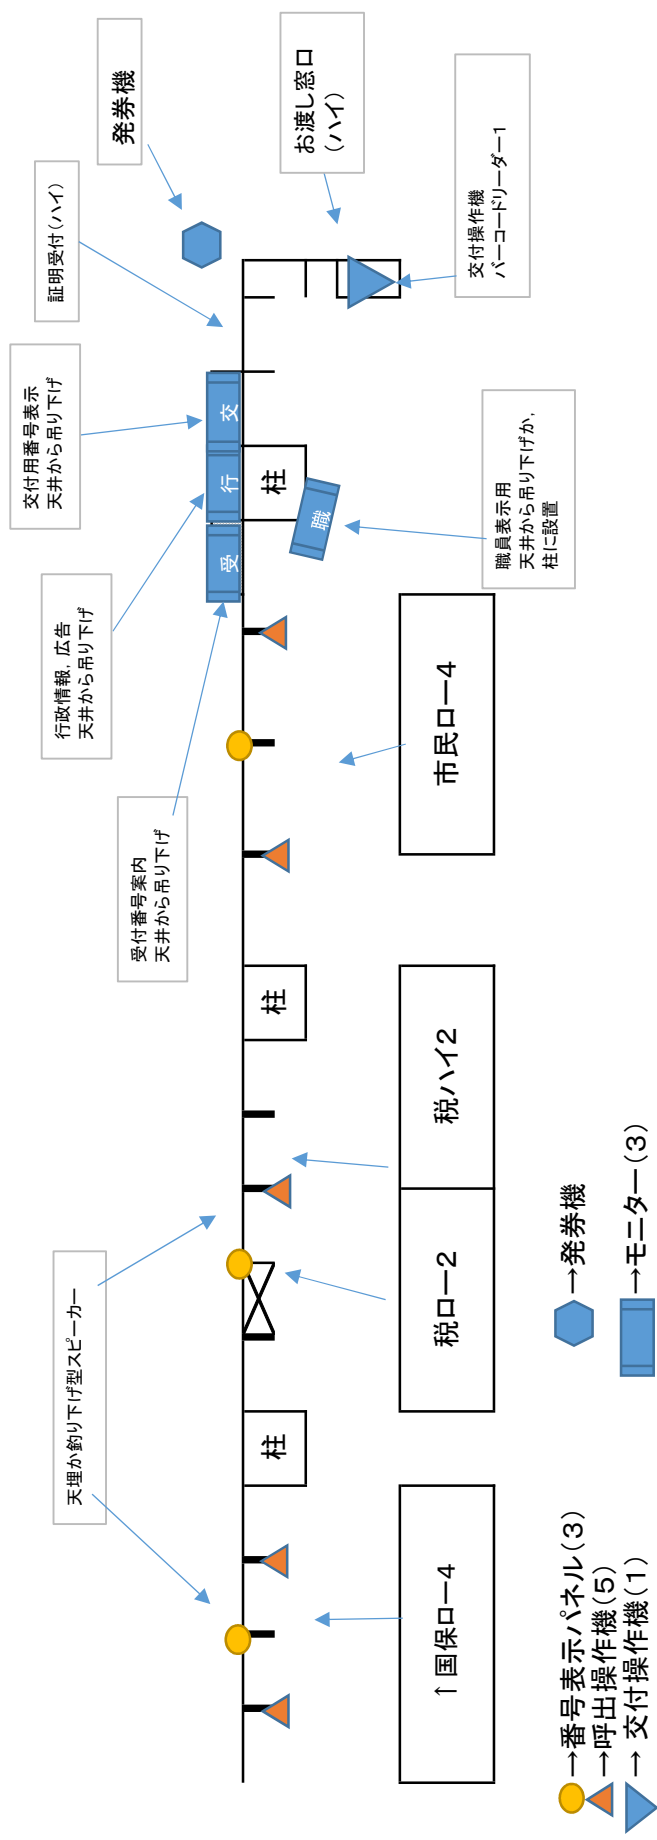 発券機
お渡し窓口
（ハイ）
証明受付（ハイ）
交付操作機
バーコードリーダー1
交付用番号表示
天井から吊り下げ
交
行
受
柱
職
職員表示用
天井から吊り下げか、
柱に設置
行政情報、広告
天井から吊り下げ
市民ロー4
受付番号案内
天井から吊り下げ
柱
税ハイ2
税ロー2
天埋か釣り下げ型スピーカー
柱
↑国保ロー4
→発券機
→モニター（3）
→番号表示パネル（3）
→呼出操作機（5）
→ 交付操作機（1）